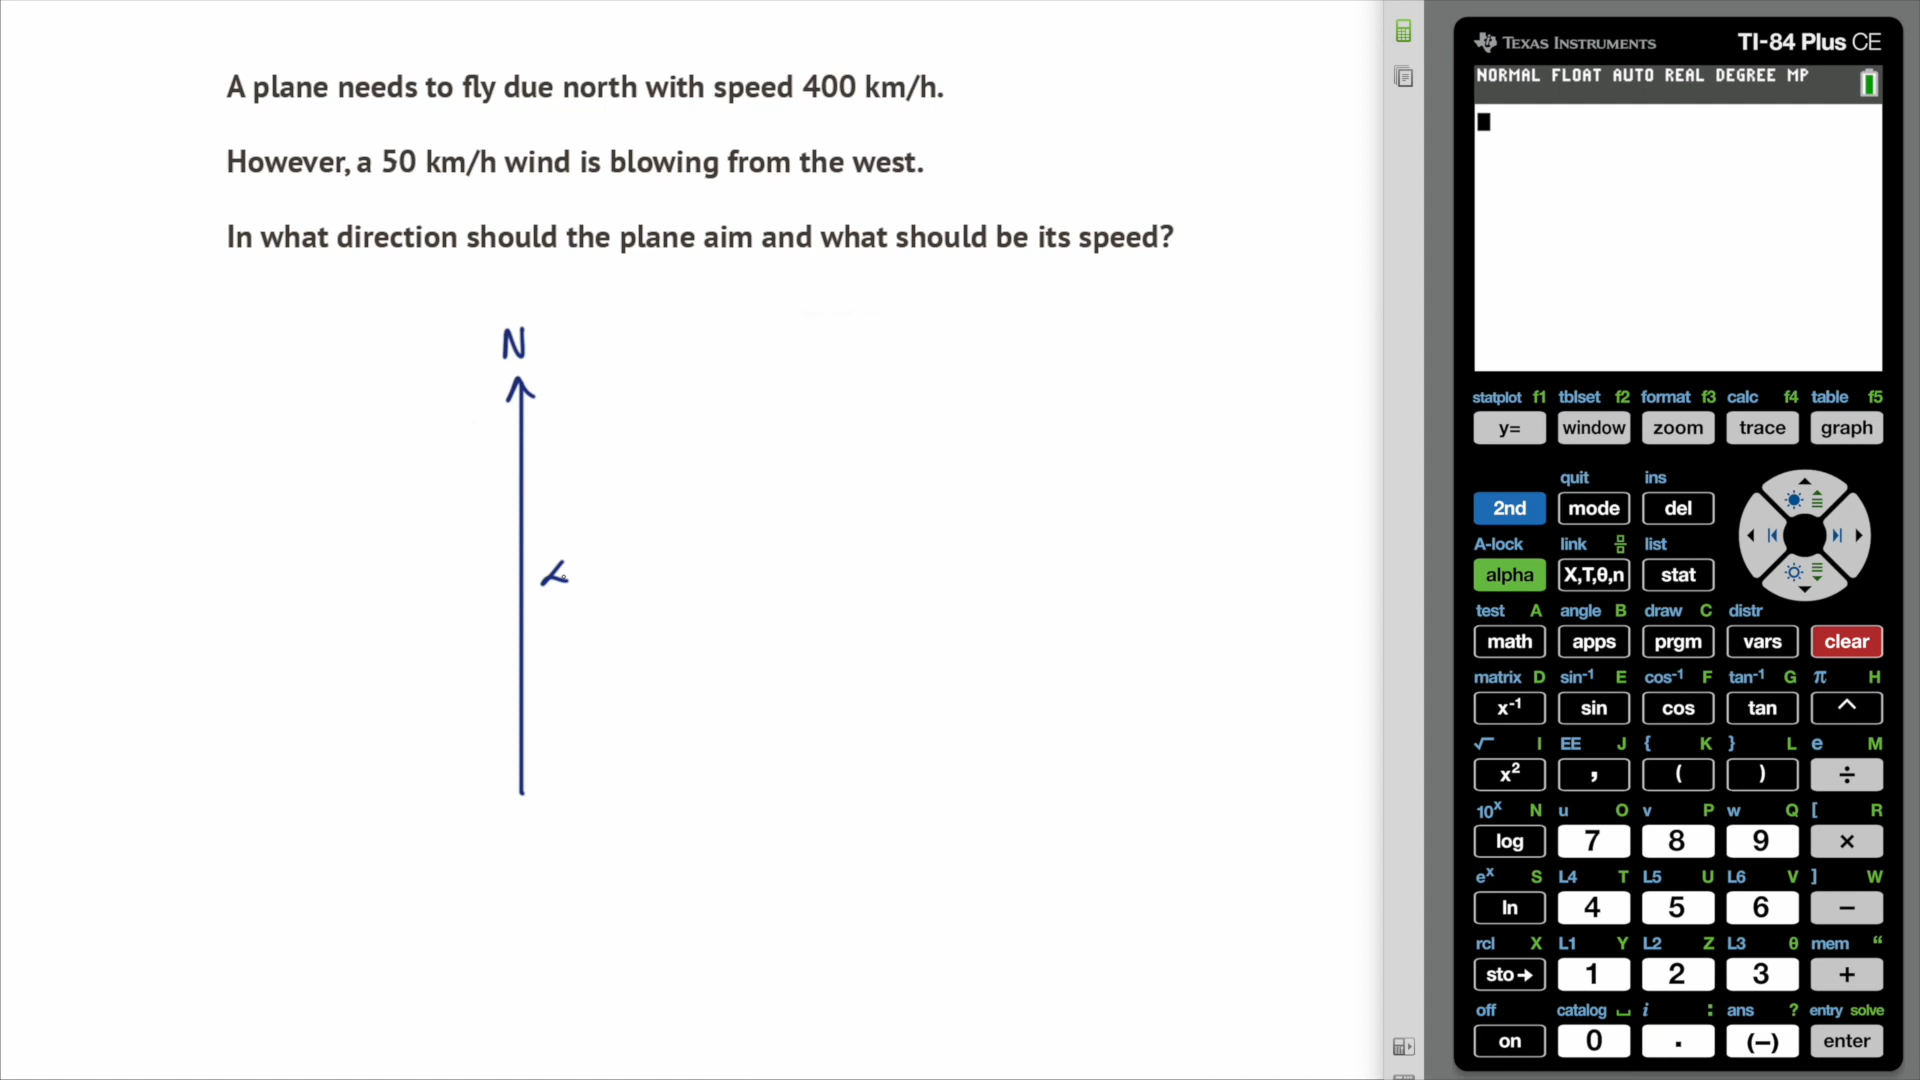 A plane needs to fly due north with speed 400 km/h.
However, a 50 km/h wind is blowing from the west.
In what direction should the plane aim and what should be its speed?
N
TEXAS INSTRUMENTS TI-84 Plus CE
NORMAL FLOAT AUTO REAL DEGREE MP
statplot f1 tblset f2 format f3 calc f4 table f5
y= window zoom trace graph
quit ins
2nd mode del
A-lock link list
alpha X,T,θ,n stat
test A angle B draw C distr
math apps prgm vars clear
matrix D sin⁻¹ E cos⁻¹ F tan⁻¹ G π H
x⁻¹ sin cos tan ^
√ I EE J { K } L e M
x² , ( ) ÷
10ˣ N u O v P w Q [ R
log 7 8 9 ×
eˣ S L4 T L5 U L6 V ] W
ln 4 5 6 −
rcl X L1 Y L2 Z L3 θ mem “
sto→ 1 2 3 +
off catalog ⎵ i : ans ? entry solve
on 0 . (−) enter